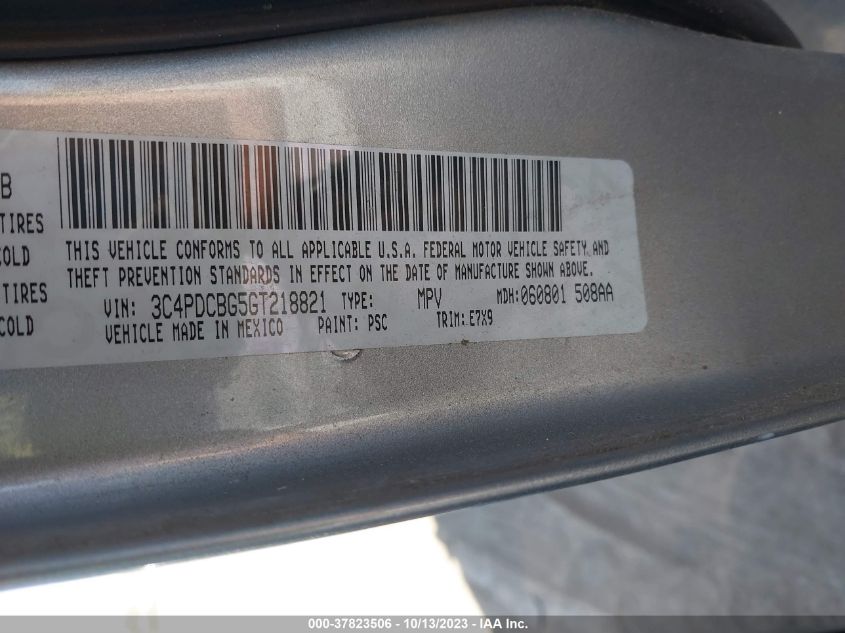 B
TIRES
COLD
TIRES
COLD
THIS VEHICLE CONFORMS TO ALL APPLICABLE U.S.A. FEDERAL MOTOR VEHICLE SAFETY AND
THEFT PREVENTION STANDARDS IN EFFECT ON THE DATE OF MANUFACTURE SHOWN ABOVE.
VIN: 3C4PDCBG5GT218821 TYPE: MPV MDH:060801 508AA
VEHICLE MADE IN MEXICO PAINT: PSC TRIM:E7X9
000-37823506 - 10/13/2023 - IAA Inc.